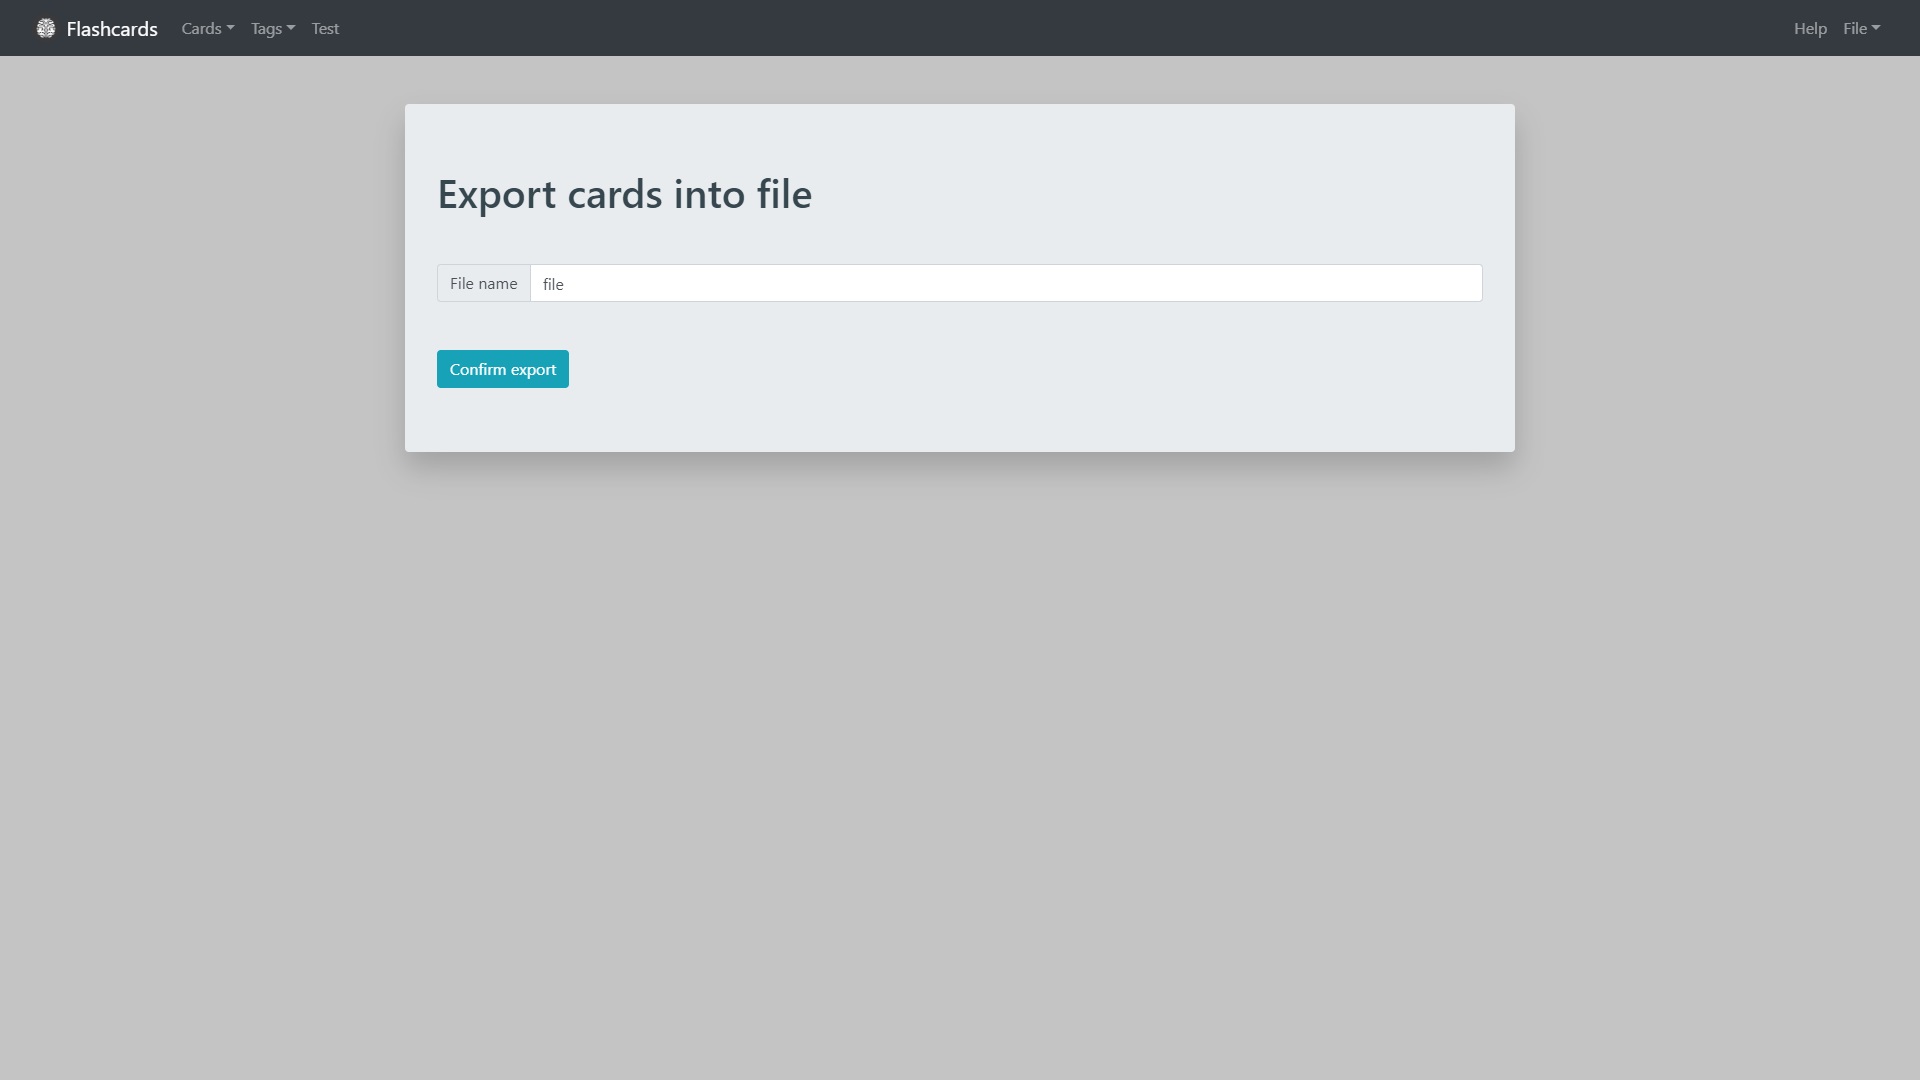 Flashcards Cards Tags Test Help File
Export cards into file
File name file
Confirm export